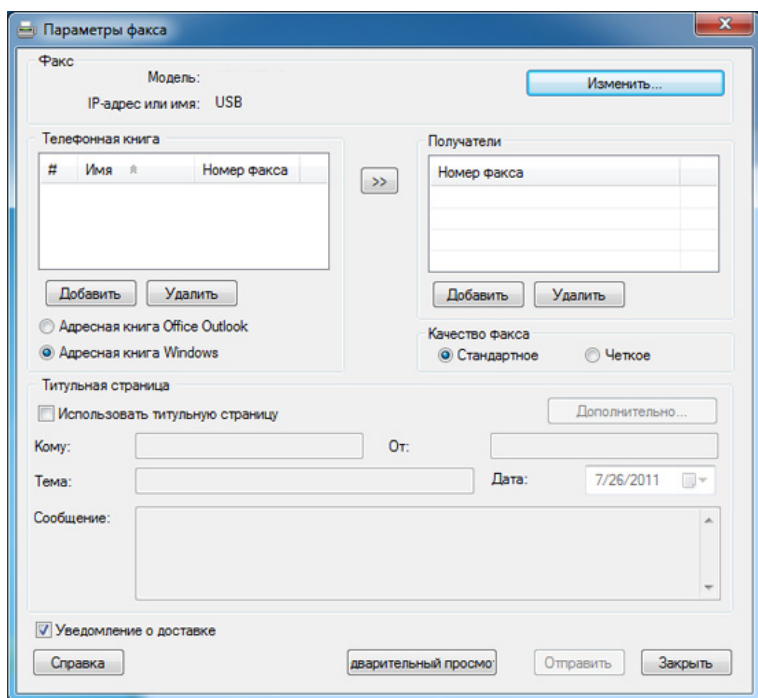 Параметры факса
Факс
Модель:
Изменить...
IP-адрес или имя: USB
Телефонная книга
# Имя Номер факса
>>
Добавить Удалить
Адресная книга Office Outlook
Адресная книга Windows
Получатели
Номер факса
Добавить Удалить
Качество факса
Стандартное Четкое
Титульная страница
Использовать титульную страницу Дополнительно...
Кому: От:
Тема: Дата: 7/26/2011
Сообщение:
Уведомление о доставке
Справка дварительный просмо Отправить Закрыть